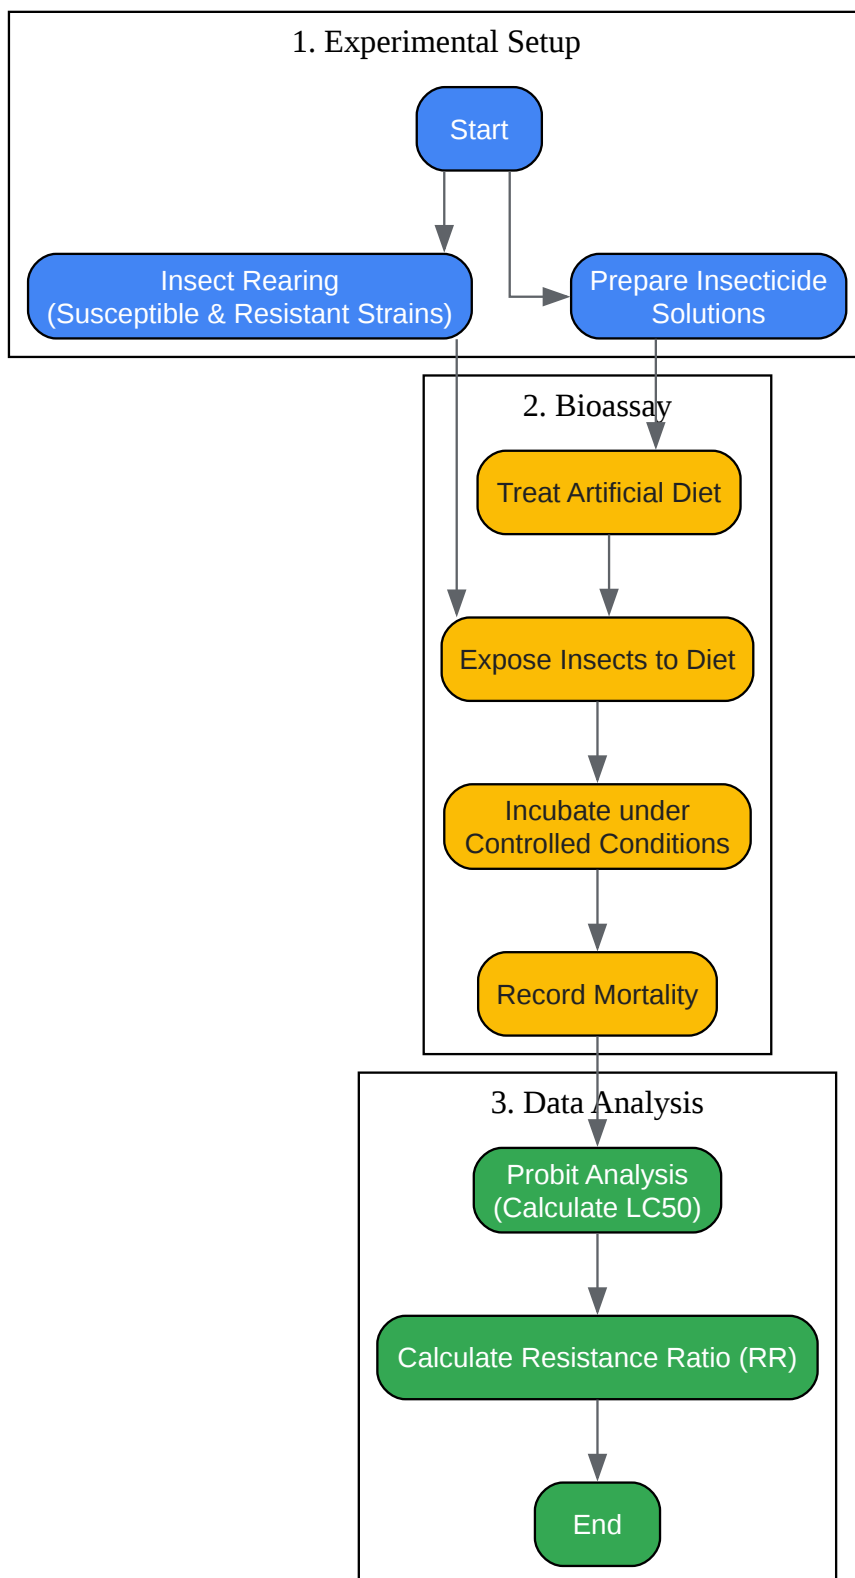 1. Experimental Setup
Start
Insect Rearing
(Susceptible & Resistant Strains)
Prepare Insecticide
Solutions
2. Bioassay
Treat Artificial Diet
Expose Insects to Diet
Incubate under
Controlled Conditions
Record Mortality
3. Data Analysis
Probit Analysis
(Calculate LC50)
Calculate Resistance Ratio (RR)
End